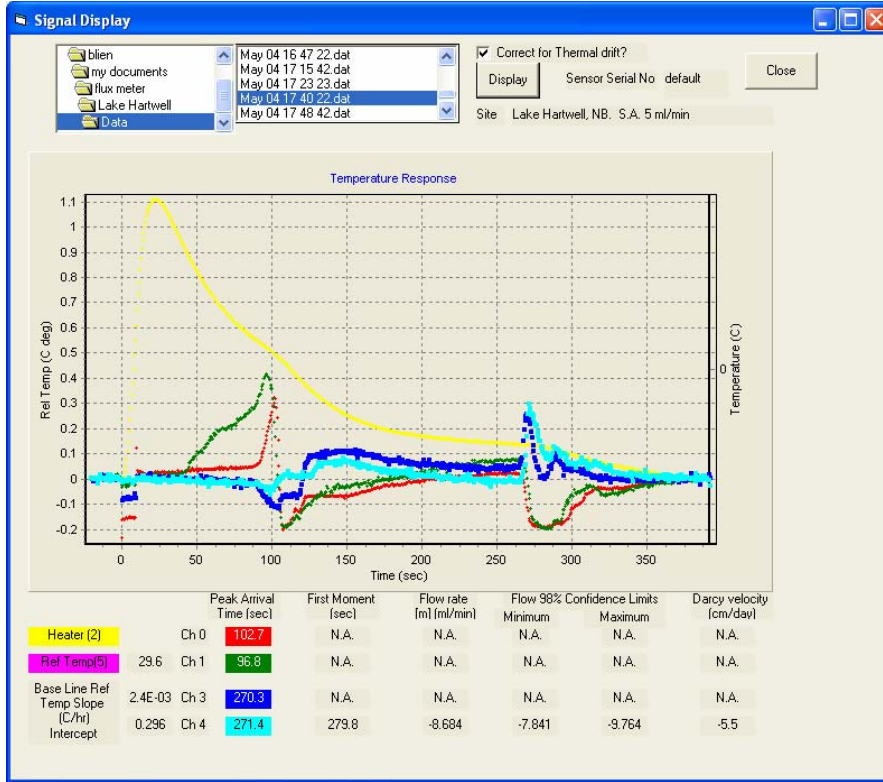 Signal Display
blien
my documents
flux meter
Lake Hartwell
Data
May 04 16 47 22.dat
May 04 17 15 42.dat
May 04 17 23 23.dat
May 04 17 40 22.dat
May 04 17 48 42.dat
Correct for Thermal drift?
Display
Sensor Serial No default
Close
Site Lake Hartwell, NB. S.A. 5 ml/min
Temperature Response
Rel Temp (C deg)
1.1
1
0.9
0.8
0.7
0.6
0.5
0.4
0.3
0.2
0.1
0
-0.1
-0.2
0
Temperature (C)
0 50 100 150 200 250 300 350
Time (sec)
Peak Arrival Time (sec) First Moment (sec) Flow rate [m] (ml/min) Flow 98% Confidence Limits Minimum Maximum Darcy velocity (cm/day)
Heater (2) Ch 0 102.7 N.A. N.A. N.A. N.A. N.A.
Ref Temp(5) 29.6 Ch 1 96.8 N.A. N.A. N.A. N.A. N.A.
Base Line Ref Temp Slope (C/hr) 2.4E-03 Ch 3 270.3 N.A. N.A. N.A. N.A. N.A.
Intercept 0.296 Ch 4 271.4 279.8 -8.684 -7.841 -9.764 -5.5